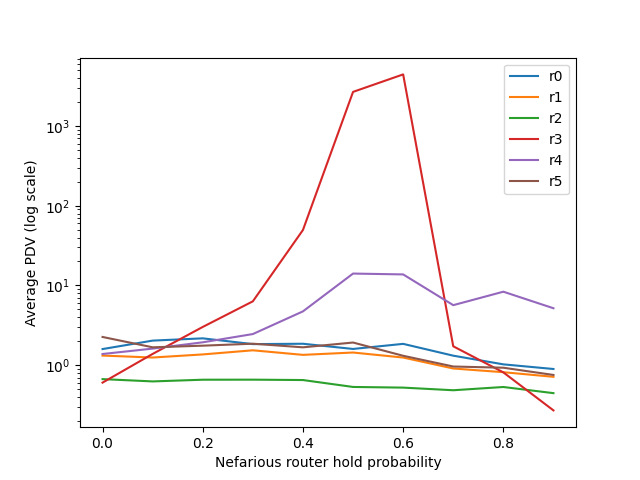 r0
r1
r2
r3
r4
r5
Average PDV (log scale)
10³
10²
10¹
10⁰
0.0 0.2 0.4 0.6 0.8
Nefarious router hold probability